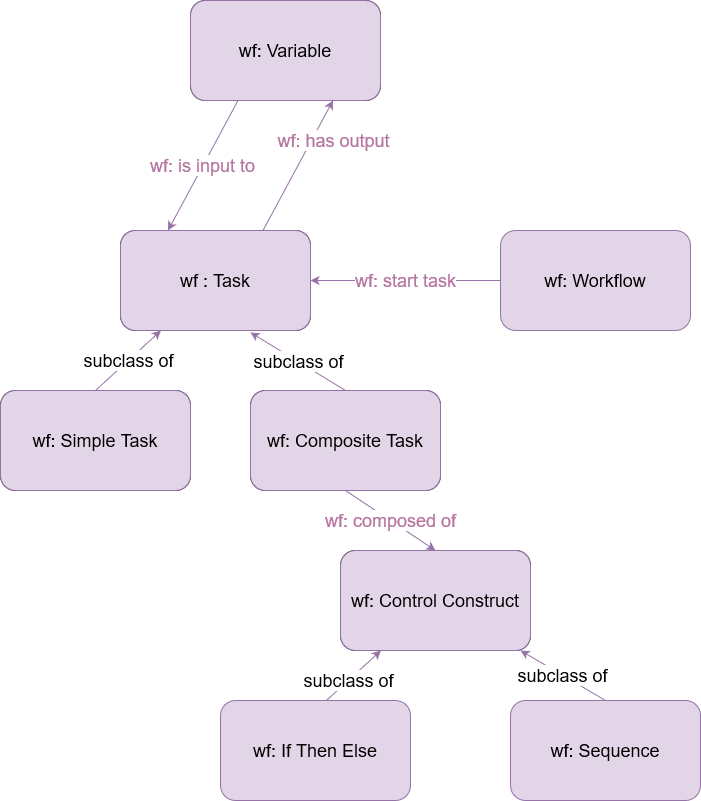 wf: Variable
wf: has output
wf: is input to
wf : Task
wf: start task
wf: Workflow
subclass of
subclass of
wf: Simple Task
wf: Composite Task
wf: composed of
wf: Control Construct
subclass of
subclass of
wf: If Then Else
wf: Sequence